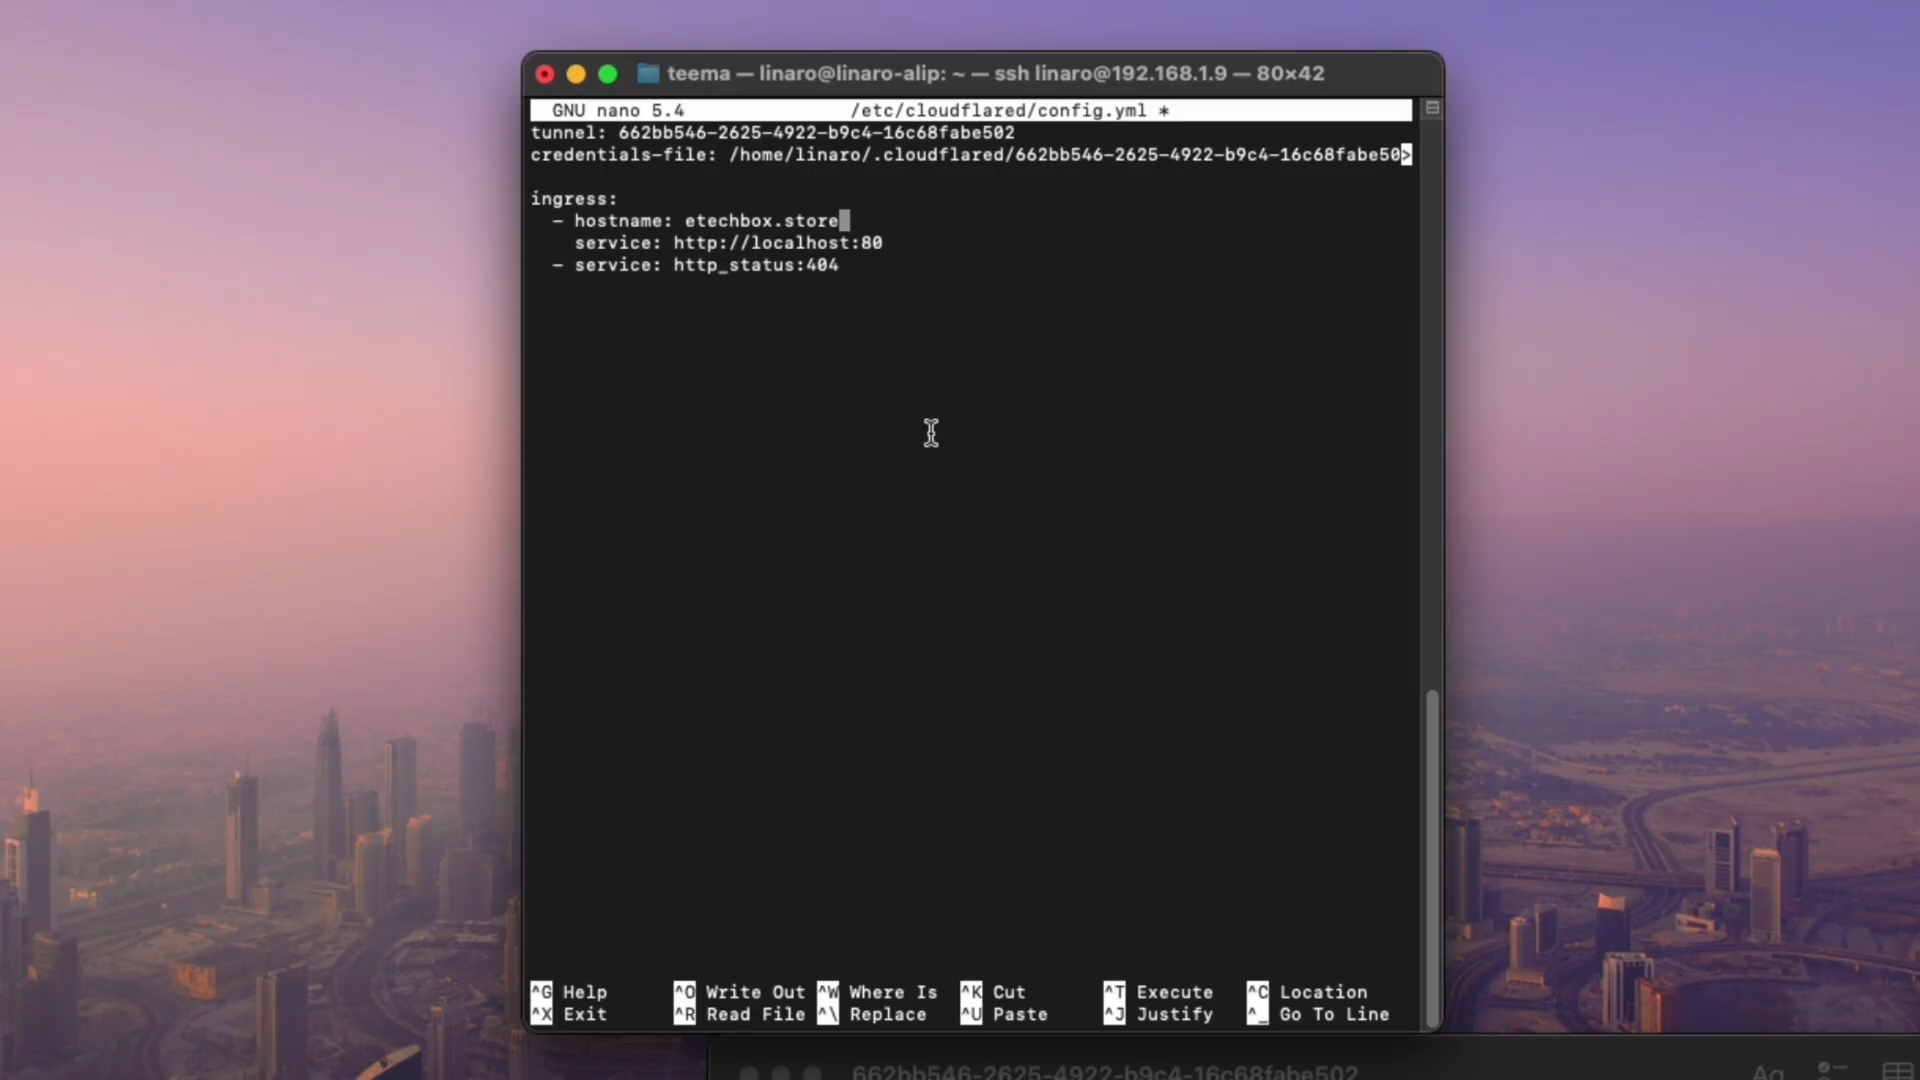 teema — linaro@linaro-alip: ~ — ssh linaro@192.168.1.9 — 80×42
GNU nano 5.4 /etc/cloudflared/config.yml *
tunnel: 662bb546-2625-4922-b9c4-16c68fabe502
credentials-file: /home/linaro/.cloudflared/662bb546-2625-4922-b9c4-16c68fabe50>
ingress:
- hostname: etechbox.store
service: http://localhost:80
- service: http_status:404
^G Help ^O Write Out ^W Where Is ^K Cut ^T Execute ^C Location
^X Exit ^R Read File ^\ Replace ^U Paste ^J Justify ^_ Go To Line
662bb546-2625-4922-b9c4-16c68fabe502 Aa